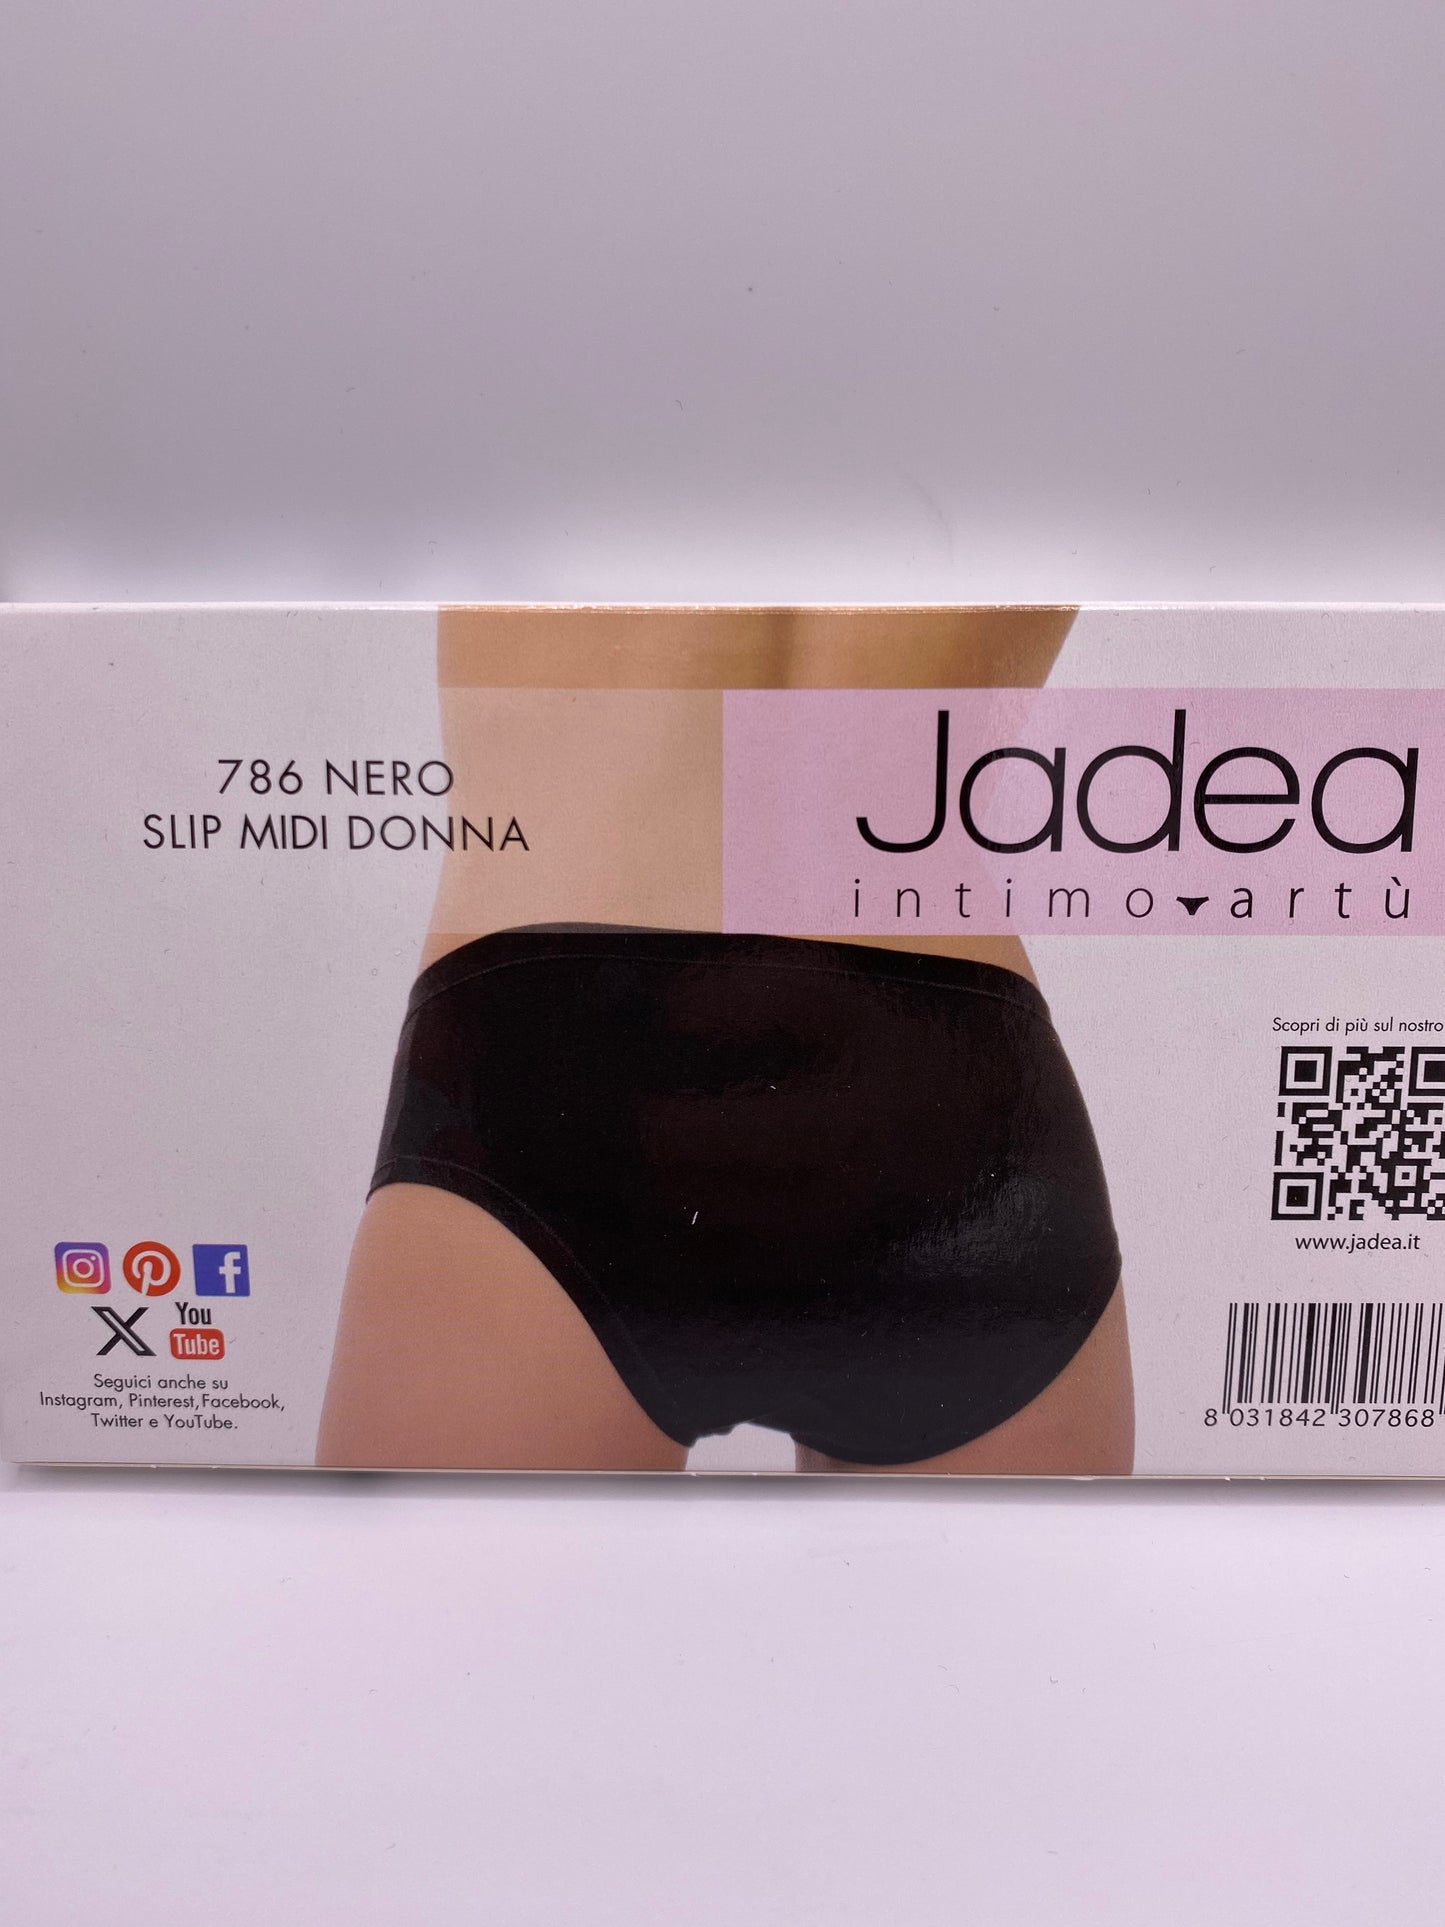 786 NERO
SLIP MIDI DONNA
Jadea
intimo artù
Scopri di più sul nostro
www.jadea.it
You
Tube
Seguici anche su
Instagram, Pinterest, Facebook,
Twitter e YouTube.
8 031842 307868